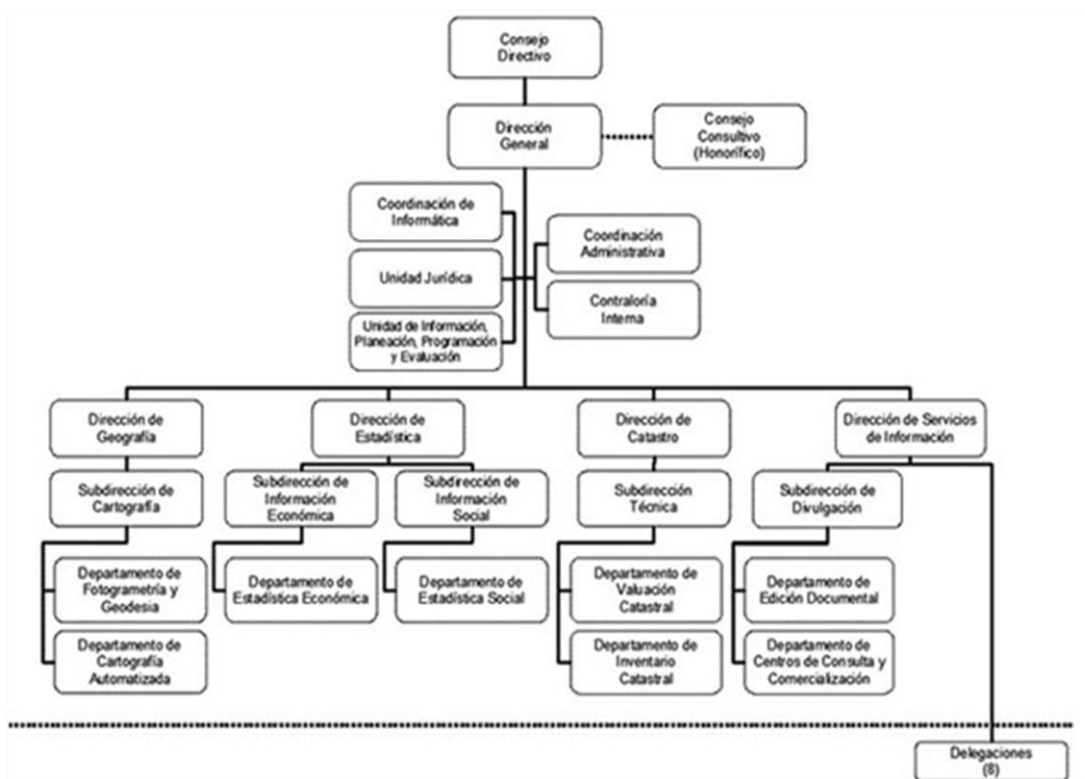 Consejo
Directivo
Dirección
General
Consejo
Consultivo
(Honorífico)
Coordinación de
Informática
Coordinación
Administrativa
Unidad Jurídica
Contraloría
Interna
Unidad de Información,
Planeación, Programación
y Evaluación
Dirección de
Geografía
Dirección de
Estadística
Dirección de
Catastro
Dirección de Servicios
de Información
Subdirección de
Cartografía
Subdirección de
Información
Económica
Subdirección de
Información
Social
Subdirección
Técnica
Subdirección de
Divulgación
Departamento de
Fotogrametría y
Geodesia
Departamento de
Estadística Económica
Departamento de
Estadística Social
Departamento de
Valuación
Catastral
Departamento de
Edición Documental
Departamento de
Cartografía
Automatizada
Departamento de
Inventario
Catastral
Departamento de
Centros de Consulta y
Comercialización
Delegaciones
(8)